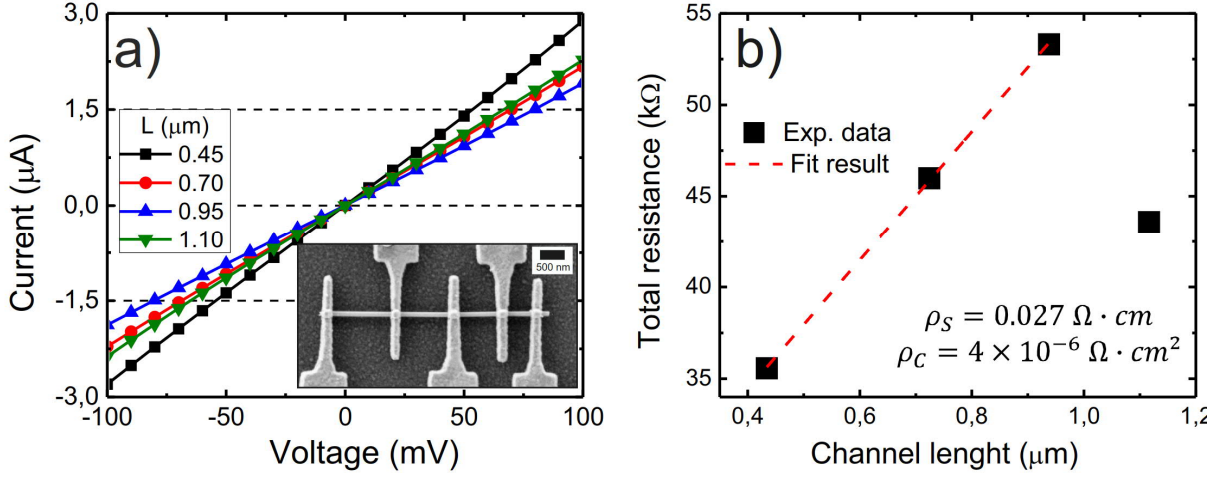 a)
3,0
1,5
0,0
-1,5
-3,0
Current (μA)
L (μm)
0.45
0.70
0.95
1.10
500 nm
-100 -50 0 50 100
Voltage (mV)
b)
55
50
45
40
35
Total resistance (kΩ)
Exp. data
Fit result
ρS = 0.027 Ω · cm
ρC = 4 × 10⁻⁶ Ω · cm²
0,4 0,6 0,8 1,0 1,2
Channel lenght (μm)